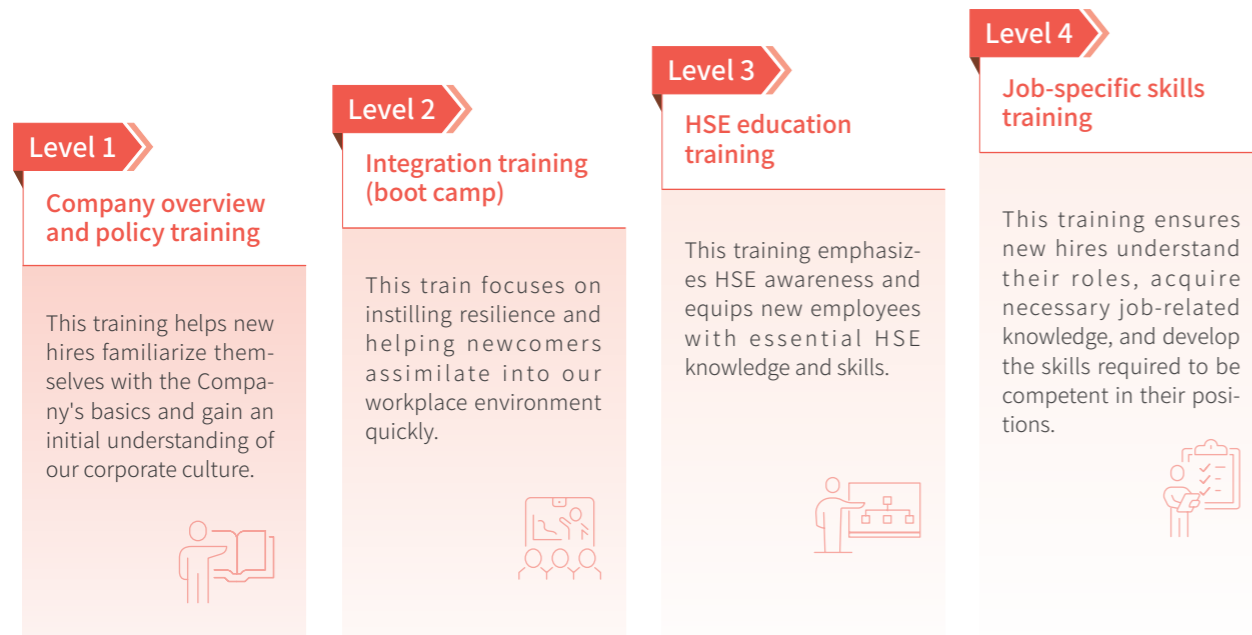 Level 1
Company overview
and policy training
This training helps new
hires familiarize them-
selves with the Compa-
ny's basics and gain an
initial understanding of
our corporate culture.
Level 2
Integration training
(boot camp)
This train focuses on
instilling resilience and
helping newcomers
assimilate into our
workplace environment
quickly.
Level 3
HSE education
training
This training emphasiz-
es HSE awareness and
equips new employees
with essential HSE
knowledge and skills.
Level 4
Job-specific skills
training
This training ensures
new hires understand
their roles, acquire
necessary job-related
knowledge, and develop
the skills required to be
competent in their posi-
tions.